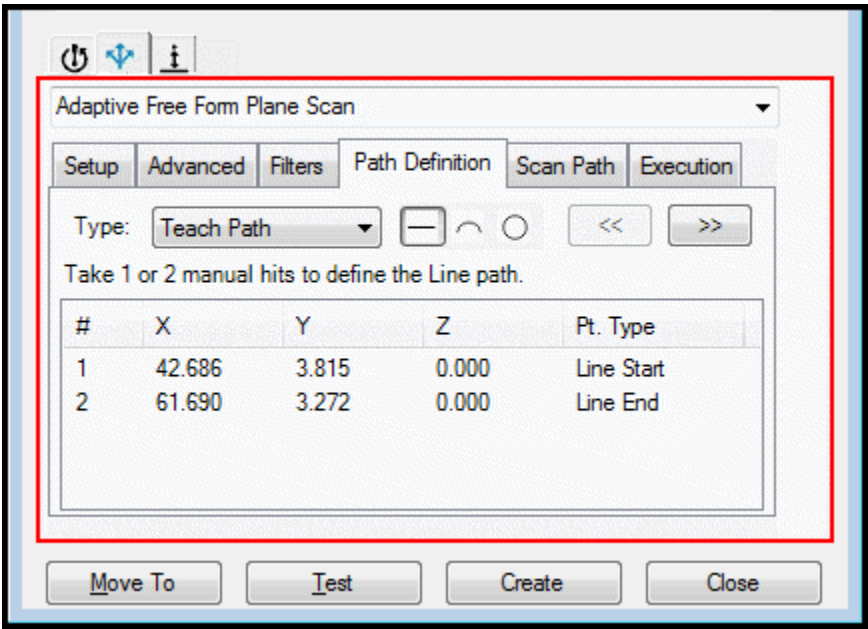 Adaptive Free Form Plane Scan
Setup Advanced Filters Path Definition Scan Path Execution
Type: Teach Path << >>
Take 1 or 2 manual hits to define the Line path.
# X Y Z Pt. Type
1 42.686 3.815 0.000 Line Start
2 61.690 3.272 0.000 Line End
Move To Test Create Close